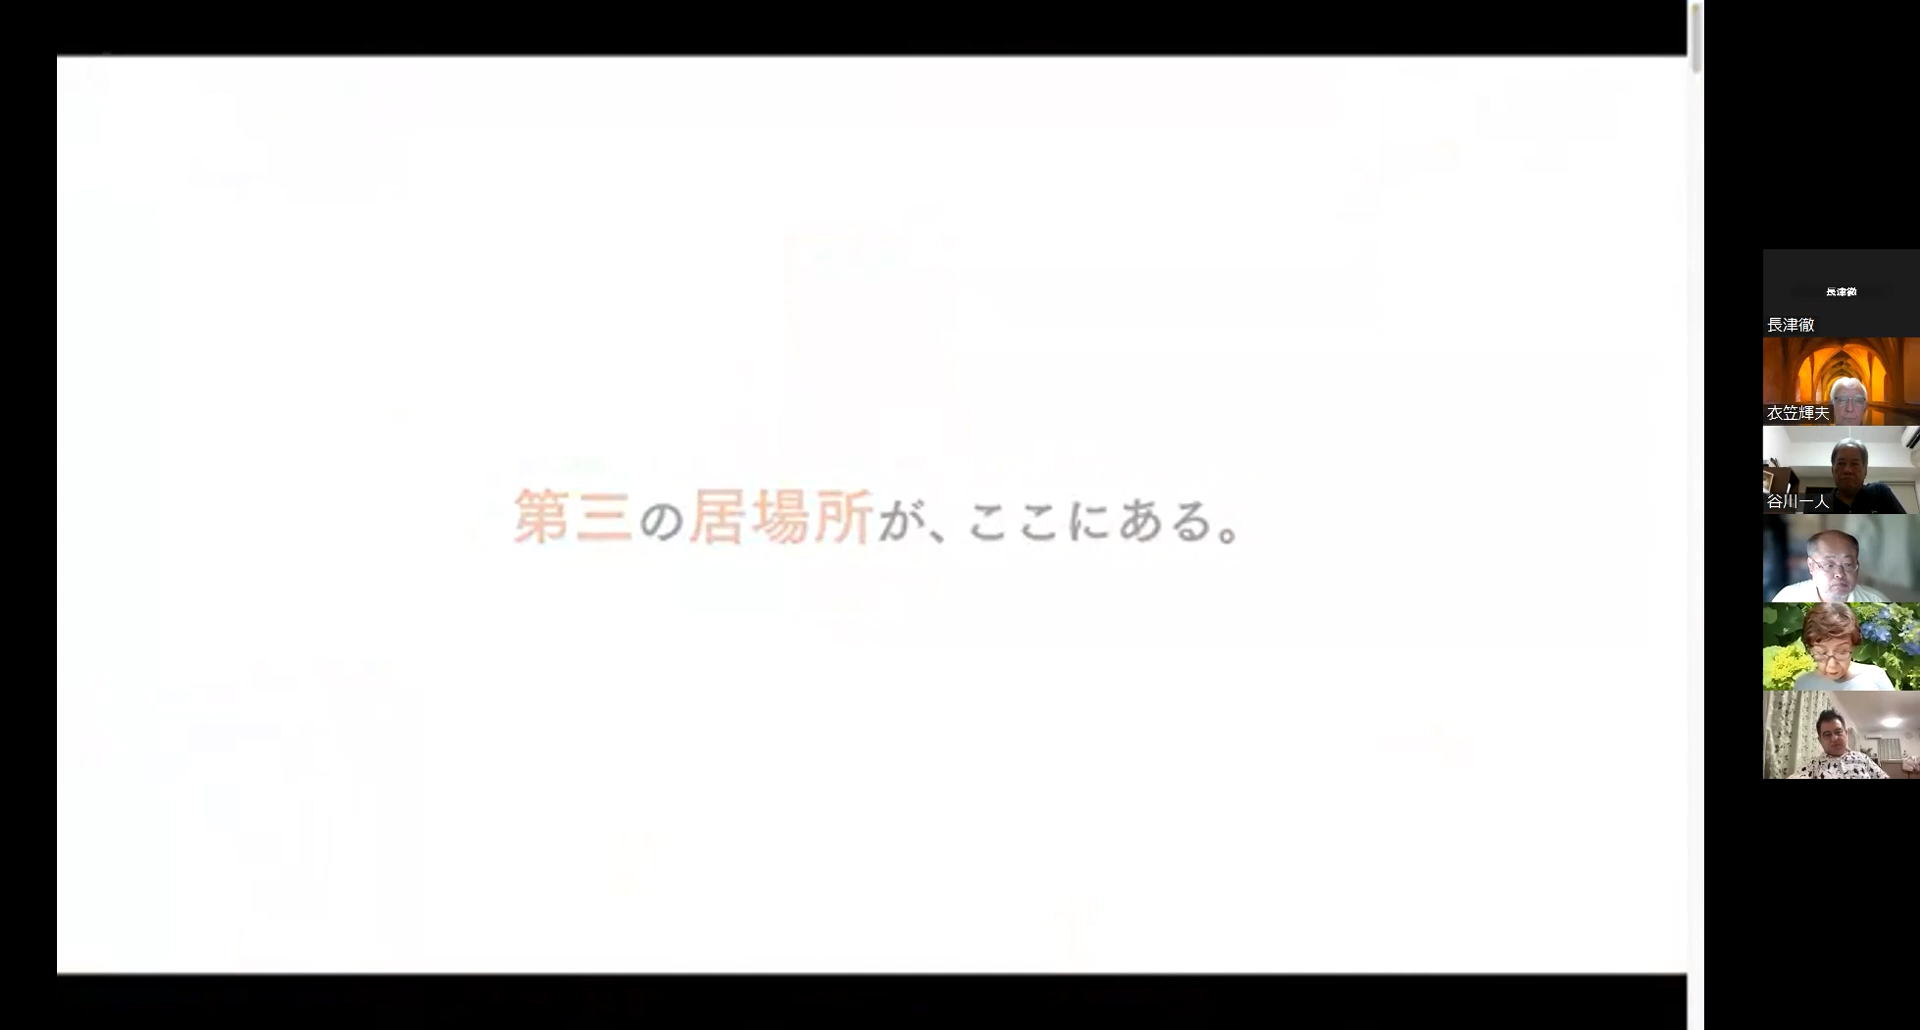 第三の居場所が、ここにある。
長津徹
長津徹
衣笠輝夫
谷川一人